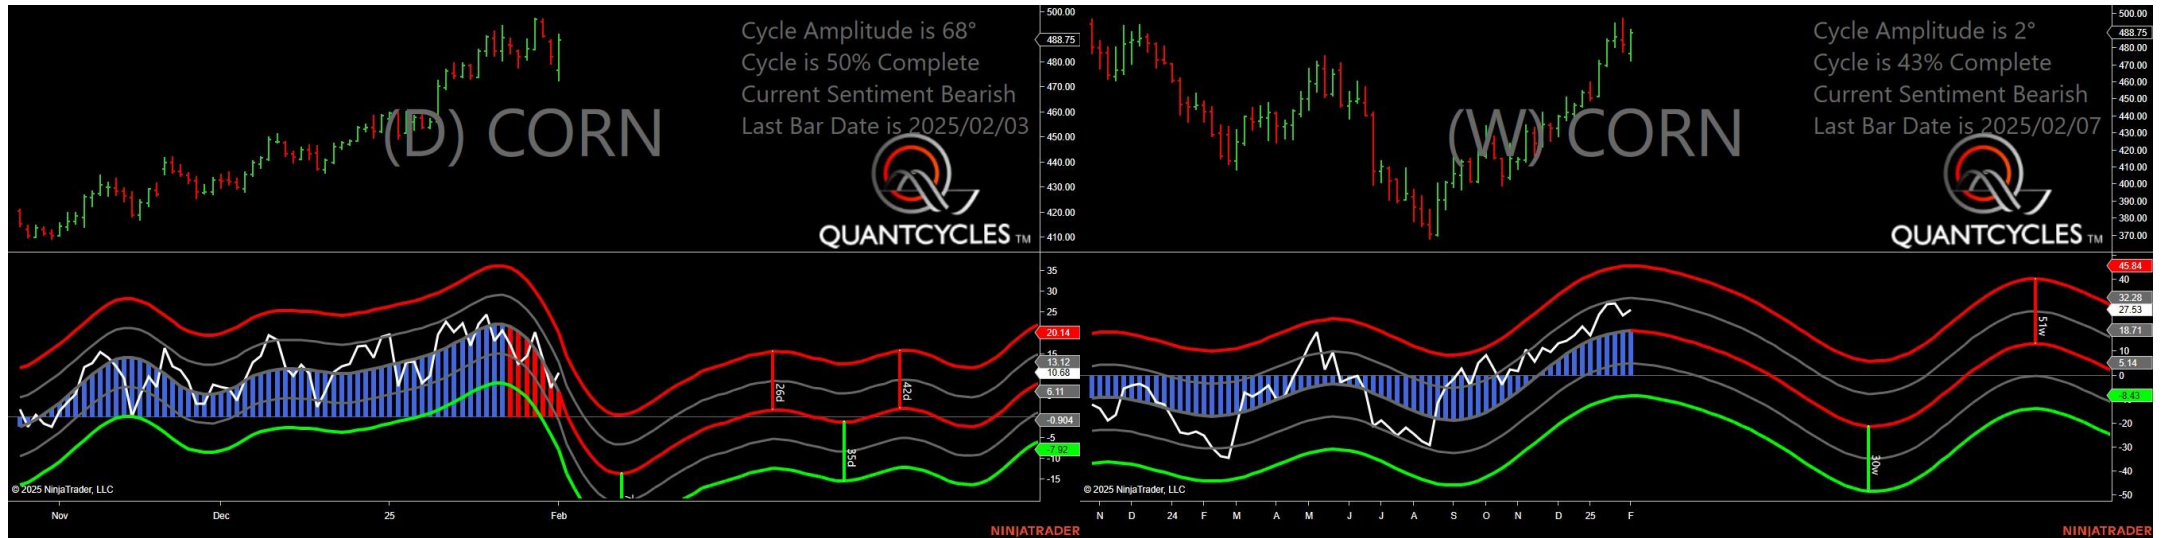 Cycle Amplitude is 68°
Cycle is 50% Complete
Current Sentiment Bearish
Last Bar Date is 2025/02/03
(D) CORN
QUANTCYCLES TM
500.00
488.75
480.00
470.00
460.00
450.00
440.00
430.00
420.00
410.00
35
30
25
20.14
15
13.12
10.68
6.11
-0.904
-5
-7.92
-10
-15
26d
42d
35d
© 2025 NinjaTrader, LLC
Nov Dec 25 Feb
NINJATRADER
Cycle Amplitude is 2°
Cycle is 43% Complete
Current Sentiment Bearish
Last Bar Date is 2025/02/07
(W) CORN
QUANTCYCLES TM
500.00
488.75
480.00
470.00
460.00
450.00
440.00
430.00
420.00
410.00
400.00
390.00
380.00
370.00
45.84
40
32.28
27.53
18.71
10
5.14
0
-8.43
-20
-30
-40
-50
51w
30w
© 2025 NinjaTrader, LLC
N D 24 F M A M J J A S O N D 25 F
NINJATRADER